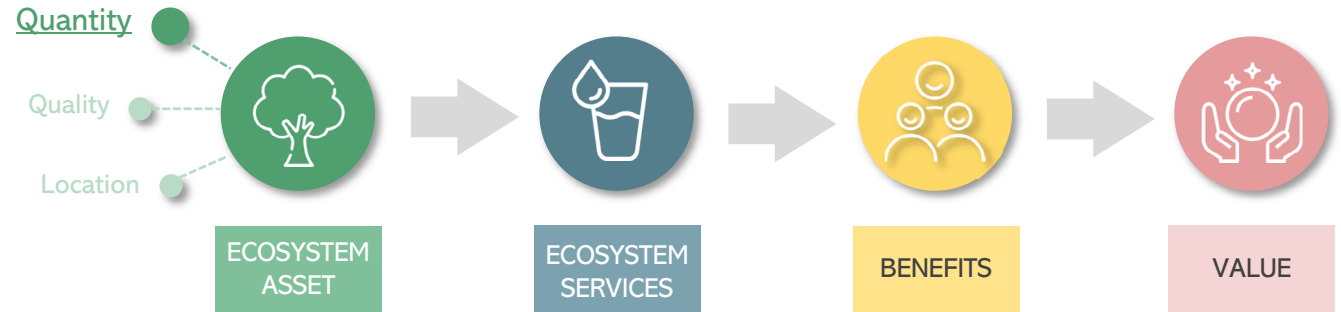 Quantity
Quality
Location
ECOSYSTEM
ASSET
ECOSYSTEM
SERVICES
BENEFITS
VALUE